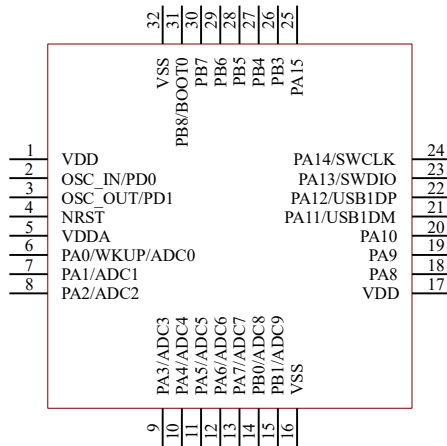 32
31
30
29
28
27
26
25
VSS
PB8/BOOT0
PB7
PB6
PB5
PB4
PB3
PA15
1
VDD
2
OSC_IN/PD0
3
OSC_OUT/PD1
4
NRST
5
VDDA
6
PA0/WKUP/ADC0
7
PA1/ADC1
8
PA2/ADC2
PA14/SWCLK
24
PA13/SWDIO
23
PA12/USB1DP
22
PA11/USB1DM
21
PA10
20
PA9
19
PA8
18
VDD
17
PA3/ADC3
PA4/ADC4
PA5/ADC5
PA6/ADC6
PA7/ADC7
PB0/ADC8
PB1/ADC9
VSS
9
10
11
12
13
14
15
16